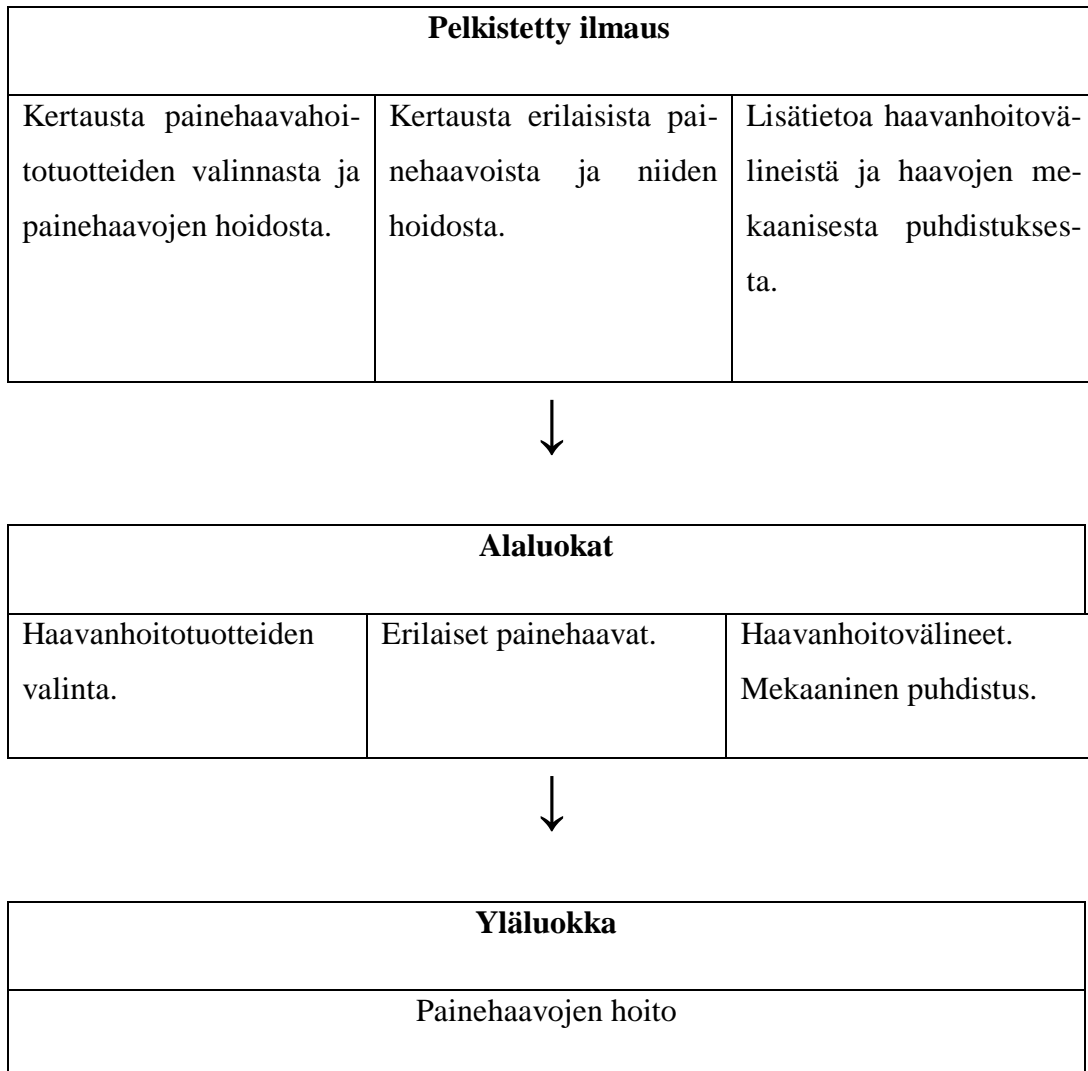 Pelkistetty ilmaus
Kertausta painehaavahoi-
totuotteiden valinnasta ja
painehaavojen hoidosta.
Kertausta erilaisista pai-
nehaavoista ja niiden
hoidosta.
Lisätietoa haavanhoitovä-
lineistä ja haavojen me-
kaanisesta puhdistukses-
ta.
↓
Alaluokat
Haavanhoitotuotteiden
valinta.
Erilaiset painehaavat.
Haavanhoitovälineet.
Mekaaninen puhdistus.
↓
Yläluokka
Painehaavojen hoito